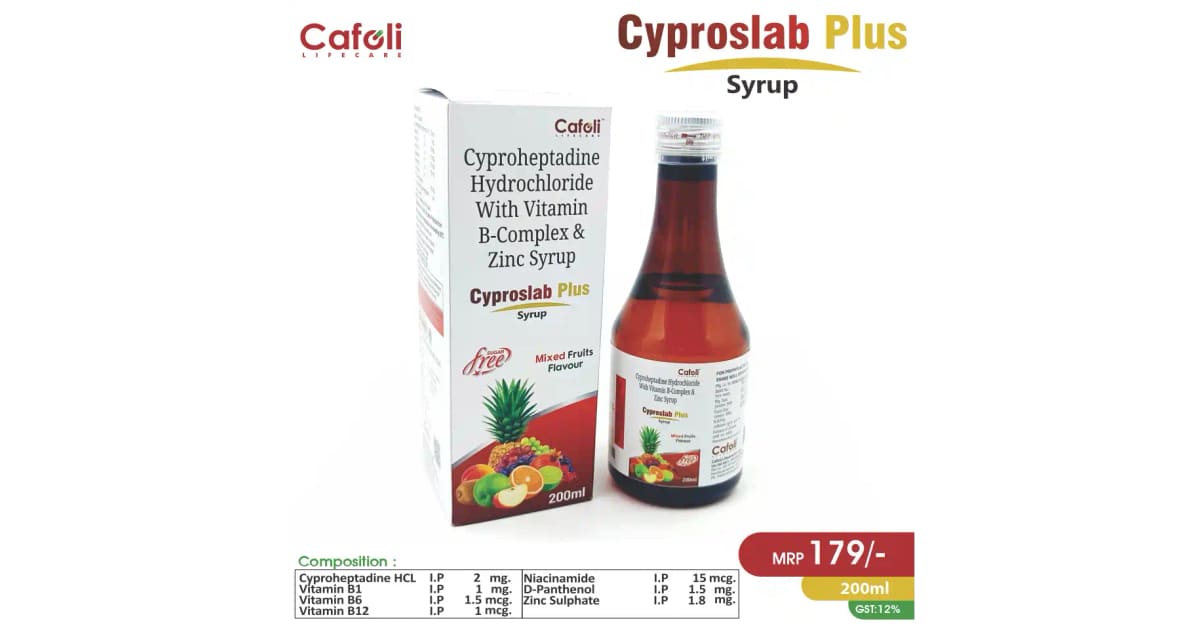 Cafoli
LIFECARE
Cyproslab Plus
Syrup
Cafoli
LIFECARE
Cyproheptadine
Hydrochloride
With Vitamin
B-Complex &
Zinc Syrup
Cyproslab Plus
Syrup
SUGAR
free
Mixed Fruits
Flavour
200ml
Cafoli
Cyproheptadine Hydrochloride
With Vitamin B-Complex &
Zinc Syrup
Cyproslab Plus
Syrup
Mixed Fruits
Flavour
free
200ml
Cafoli
Composition :
Cyproheptadine HCL I.P 2 mg. Niacinamide I.P 15 mcg.
Vitamin B1 I.P 1 mg. D-Panthenol I.P 1.5 mg.
Vitamin B6 I.P 1.5 mcg. Zinc Sulphate I.P 1.8 mg.
Vitamin B12 I.P 1 mcg.
MRP 179/-
200ml
GST:12%